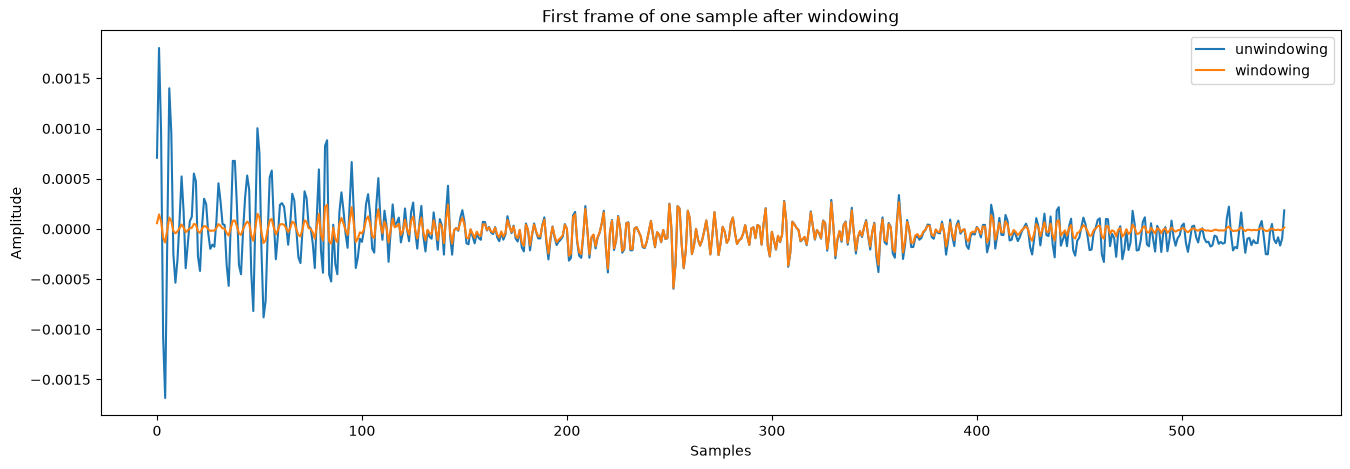 First frame of one sample after windowing
unwindowing
windowing
Amplitude
0.0015
0.0010
0.0005
0.0000
−0.0005
−0.0010
−0.0015
0
100
200
300
400
500
Samples